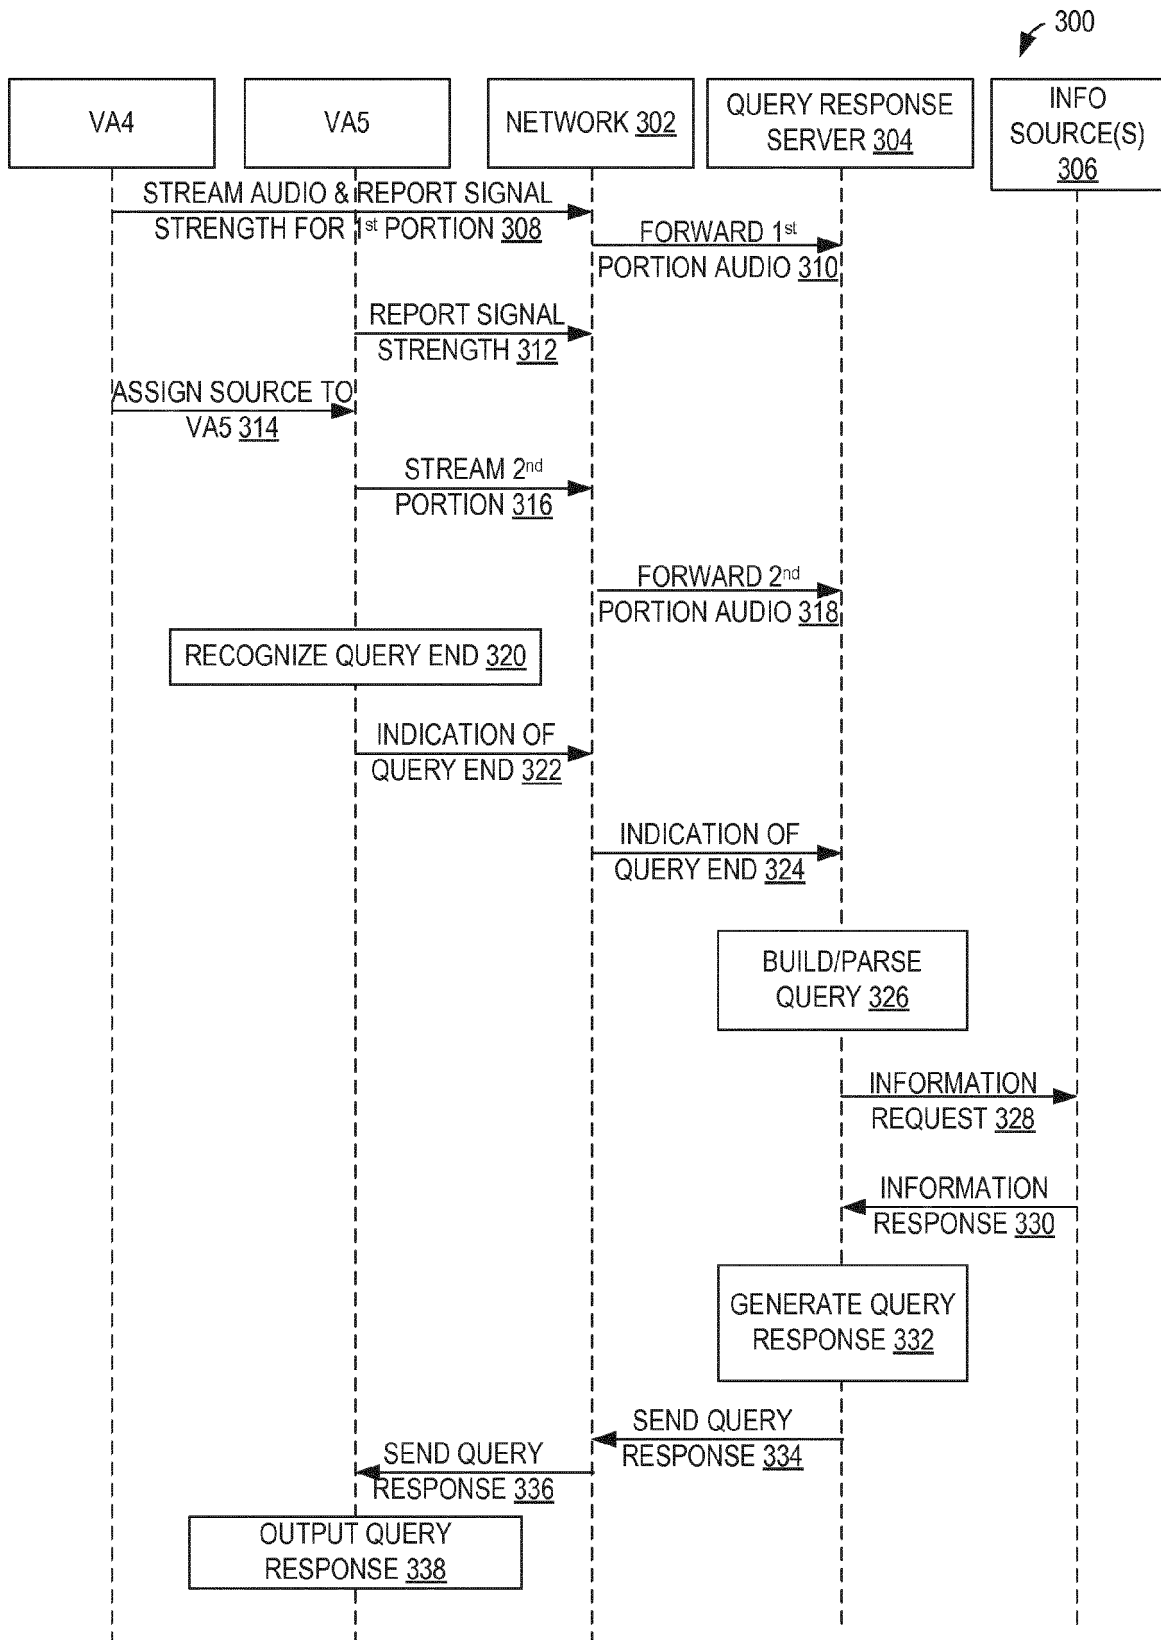 300
VA4
VA5
NETWORK 302
QUERY RESPONSE
SERVER 304
INFO
SOURCE(S)
306
STREAM AUDIO & REPORT SIGNAL
STRENGTH FOR 1st PORTION 308
FORWARD 1st
PORTION AUDIO 310
REPORT SIGNAL
STRENGTH 312
ASSIGN SOURCE TO
VA5 314
STREAM 2nd
PORTION 316
FORWARD 2nd
PORTION AUDIO 318
RECOGNIZE QUERY END 320
INDICATION OF
QUERY END 322
INDICATION OF
QUERY END 324
BUILD/PARSE
QUERY 326
INFORMATION
REQUEST 328
INFORMATION
RESPONSE 330
GENERATE QUERY
RESPONSE 332
SEND QUERY
RESPONSE 334
SEND QUERY
RESPONSE 336
OUTPUT QUERY
RESPONSE 338